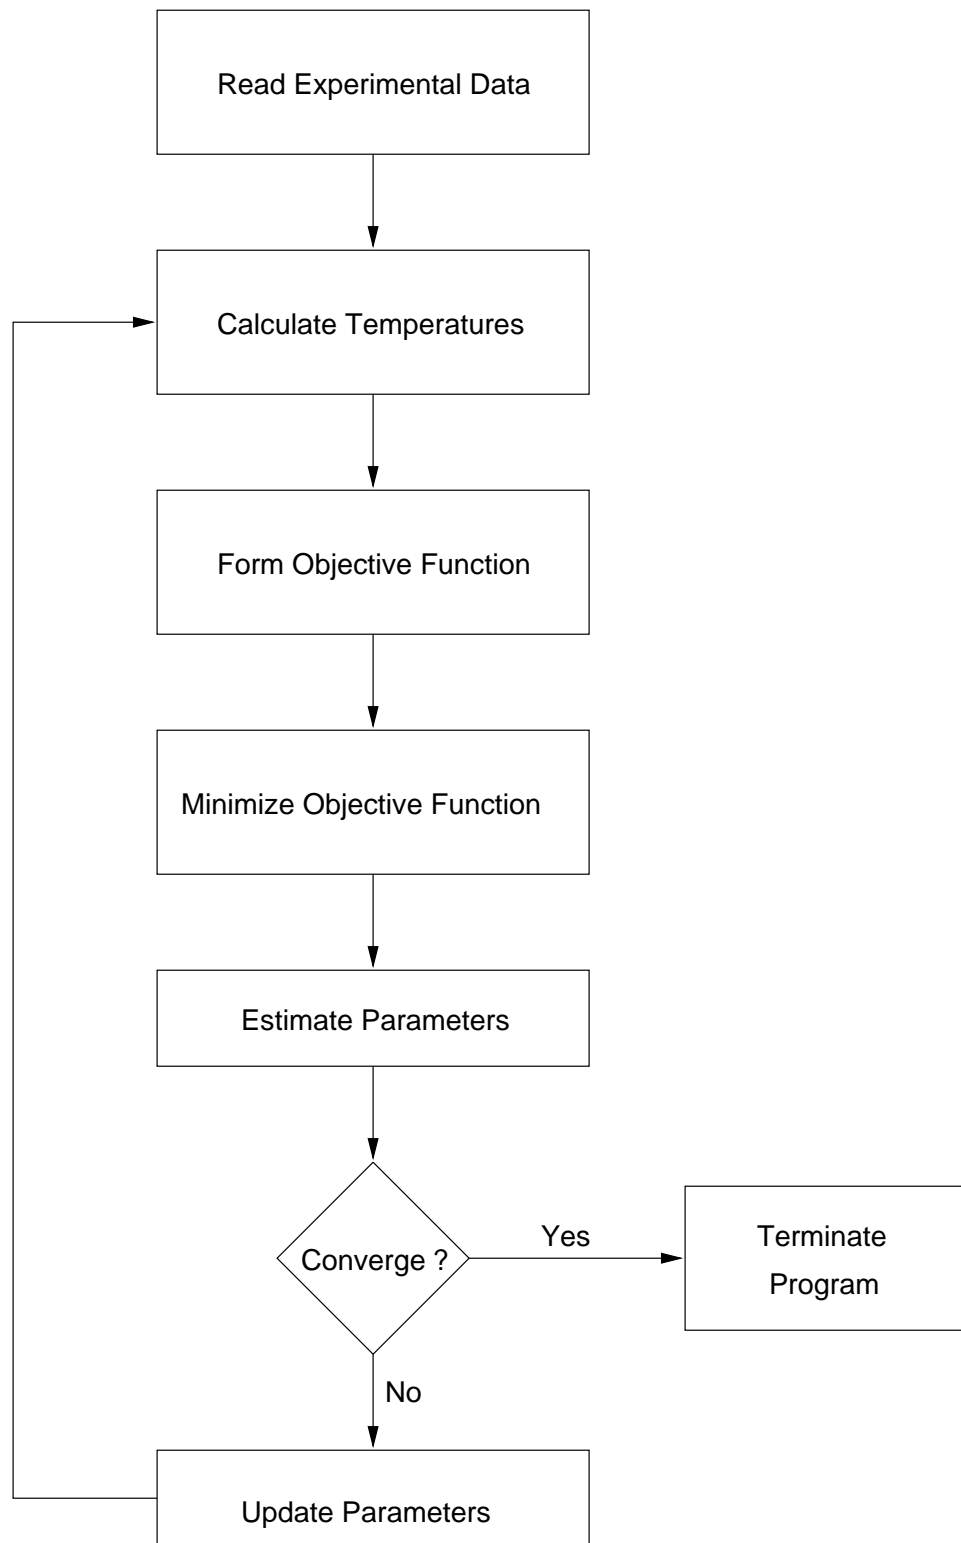 Read Experimental Data
Calculate Temperatures
Form Objective Function
Minimize Objective Function
Estimate Parameters
Converge ?
Yes
Terminate
Program
No
Update Parameters